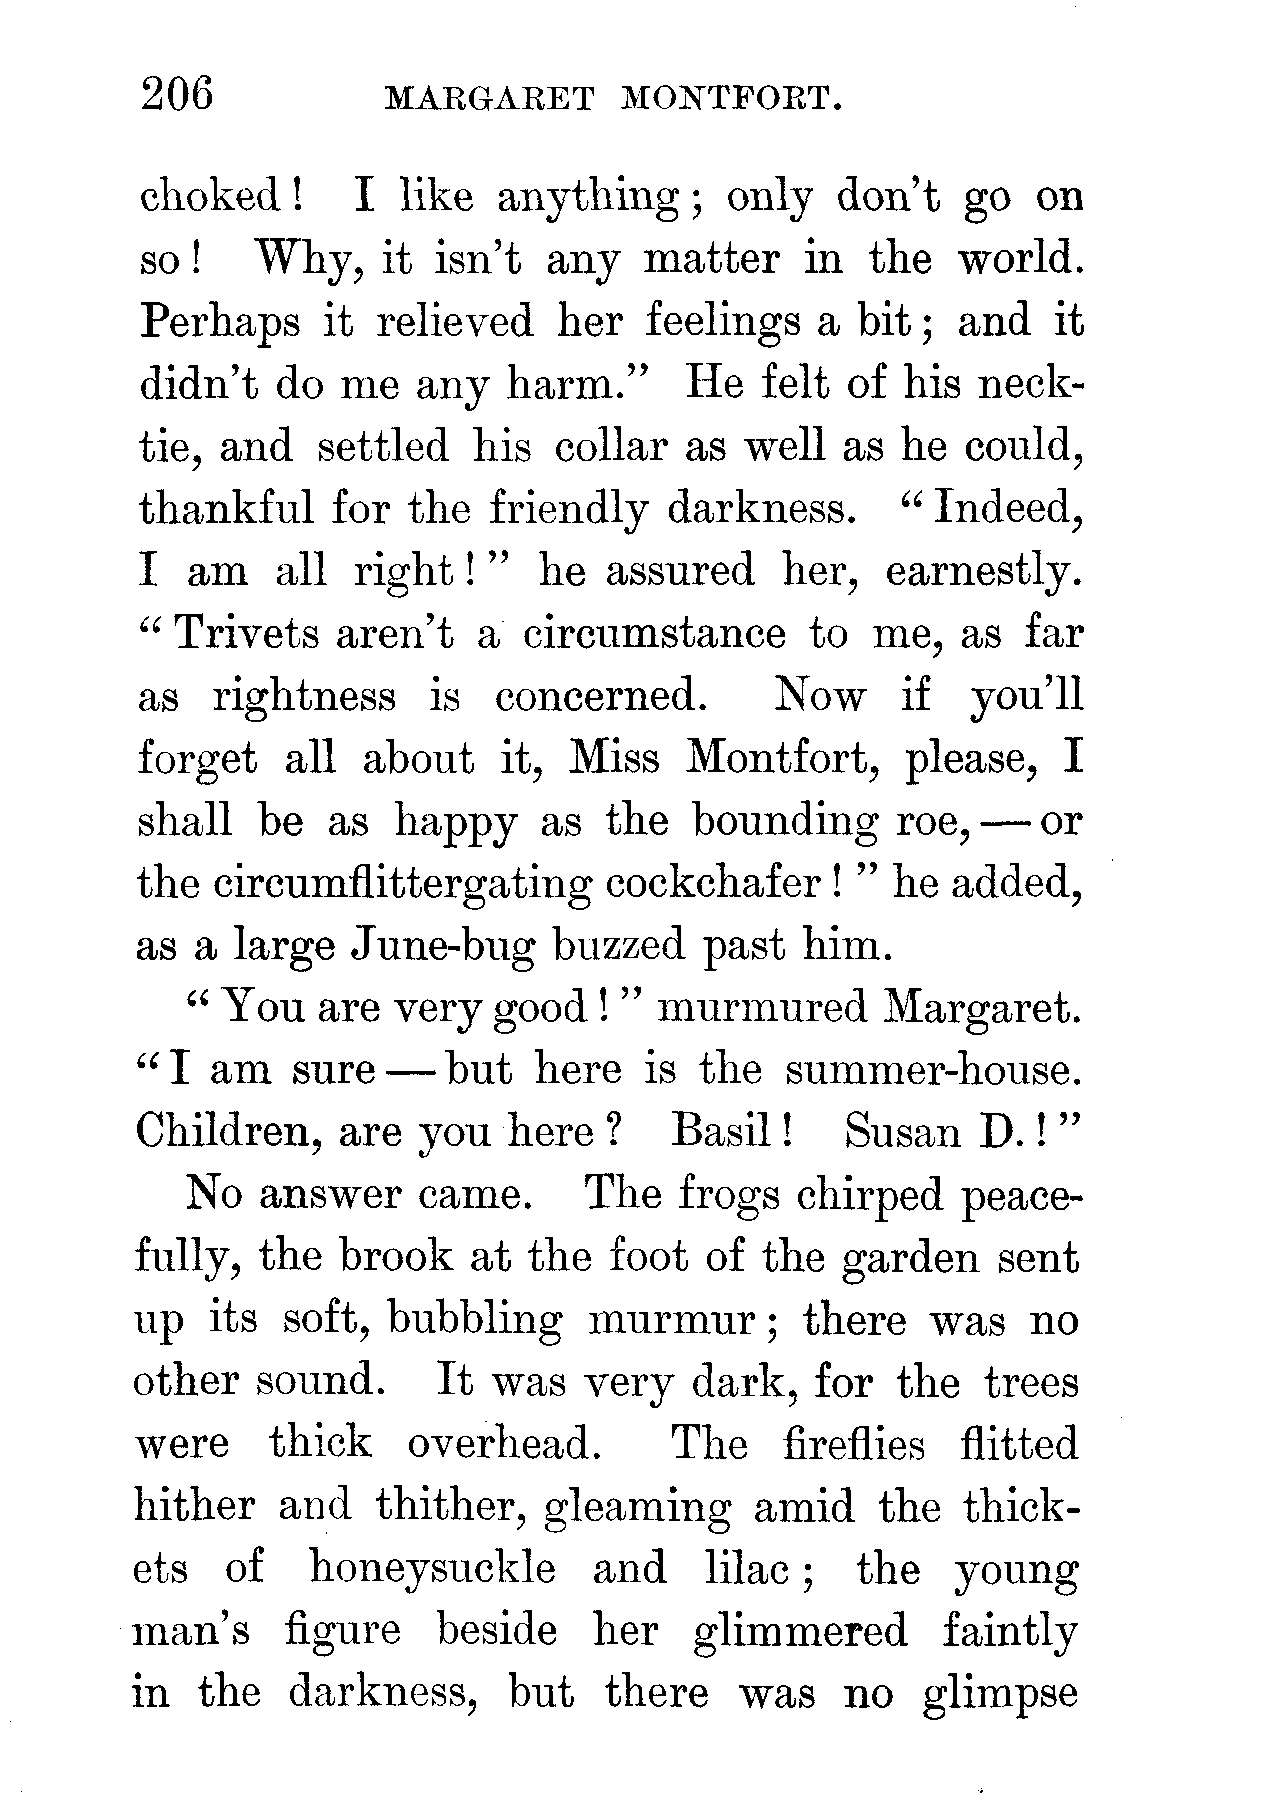 206 MARGARET MONTFORT.
choked! I like anything; only don't go on
so! Why, it isn't any matter in the world.
Perhaps it relieved her feelings a bit; and it
didn't do me any harm." He felt of his neck-
tie, and settled his collar as well as he could,
thankful for the friendly darkness. "Indeed,
I am all right!" he assured her, earnestly.
"Trivets aren't a circumstance to me, as far
as rightness is concerned. Now if you'll
forget all about it, Miss Montfort, please, I
shall be as happy as the bounding roe,—or
the circumflittergating cockchafer!" he added,
as a large June-bug buzzed past him.
"You are very good!" murmured Margaret.
"I am sure—but here is the summer-house.
Children, are you here? Basil! Susan D.!"
No answer came. The frogs chirped peace-
fully, the brook at the foot of the garden sent
up its soft, bubbling murmur; there was no
other sound. It was very dark, for the trees
were thick overhead. The fireflies flitted
hither and thither, gleaming amid the thick-
ets of honeysuckle and lilac; the young
man's figure beside her glimmered faintly
in the darkness, but there was no glimpse